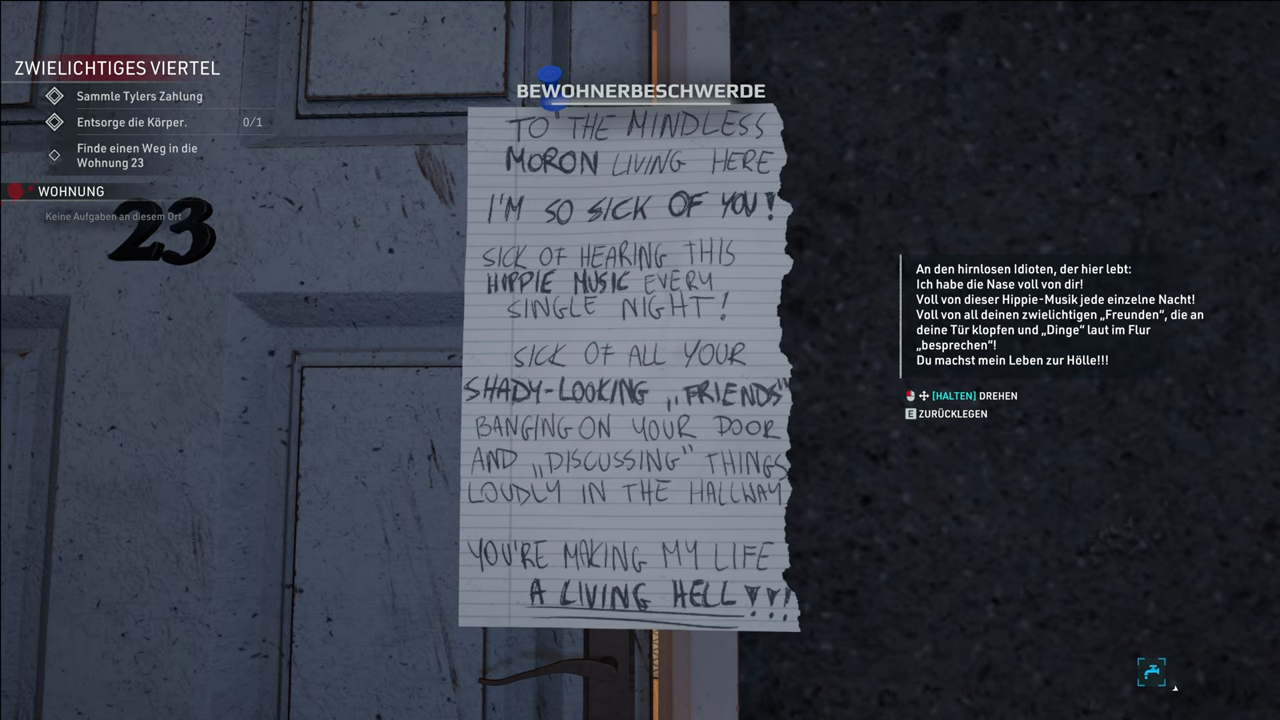 ZWIELICHTIGES VIERTEL
Sammle Tylers Zahlung
Entsorge die Körper. 0/1
Finde einen Weg in die
Wohnung 23
WOHNUNG
Keine Aufgaben an diesem Ort
23
BEWOHNERBESCHWERDE
TO THE MINDLESS
MORON LIVING HERE
I'M SO SICK OF YOU!
SICK OF HEARING THIS
HIPPIE MUSIC EVERY
SINGLE NIGHT!
SICK OF ALL YOUR
SHADY-LOOKING „FRIENDS"
BANGING ON YOUR DOOR
AND „DISCUSSING" THINGS
LOUDLY IN THE HALLWAY
YOU'RE MAKING MY LIFE
A LIVING HELL!!!
An den hirnlosen Idioten, der hier lebt:
Ich habe die Nase voll von dir!
Voll von dieser Hippie-Musik jede einzelne Nacht!
Voll von all deinen zwielichtigen „Freunden“, die an
deine Tür klopfen und „Dinge“ laut im Flur
„besprechen“!
Du machst mein Leben zur Hölle!!!
[HALTEN] DREHEN
E ZURÜCKLEGEN